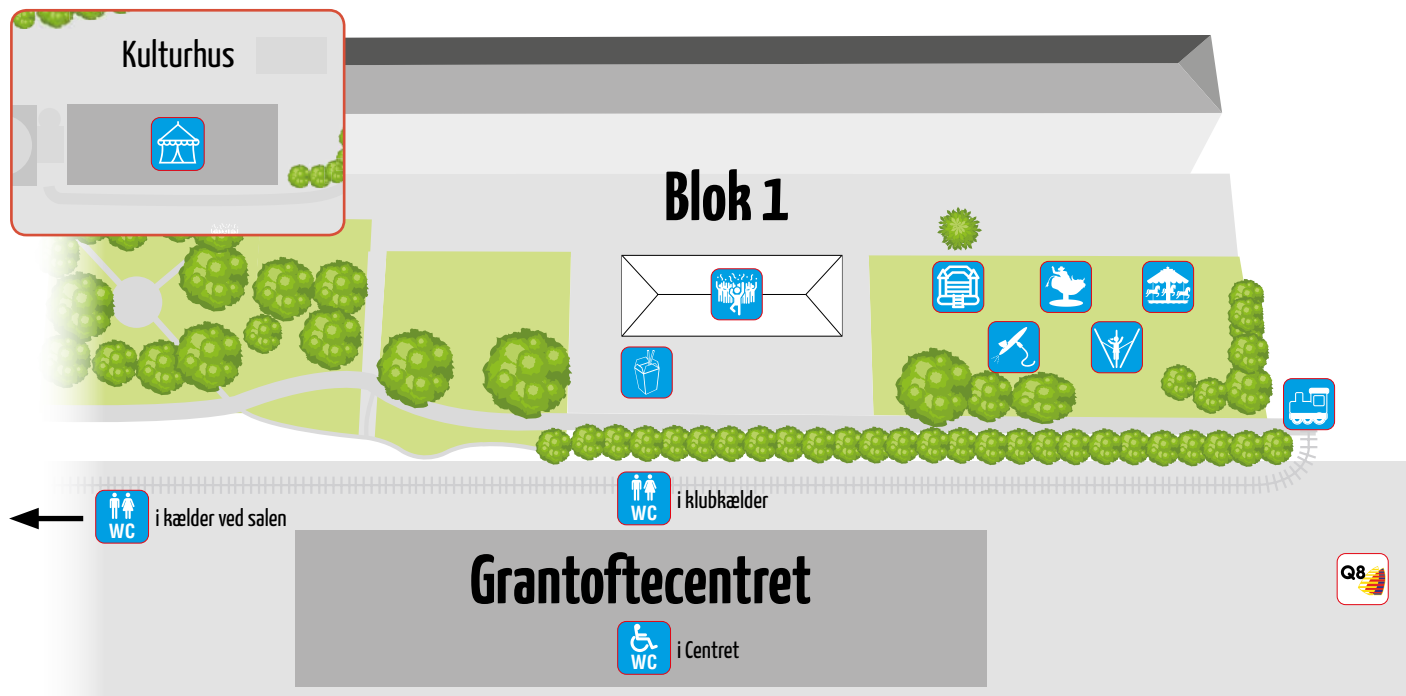 Kulturhus
Blok 1
WC i kælder ved salen
WC i klubkælder
Grantoftecentret
WC i Centret
Q8